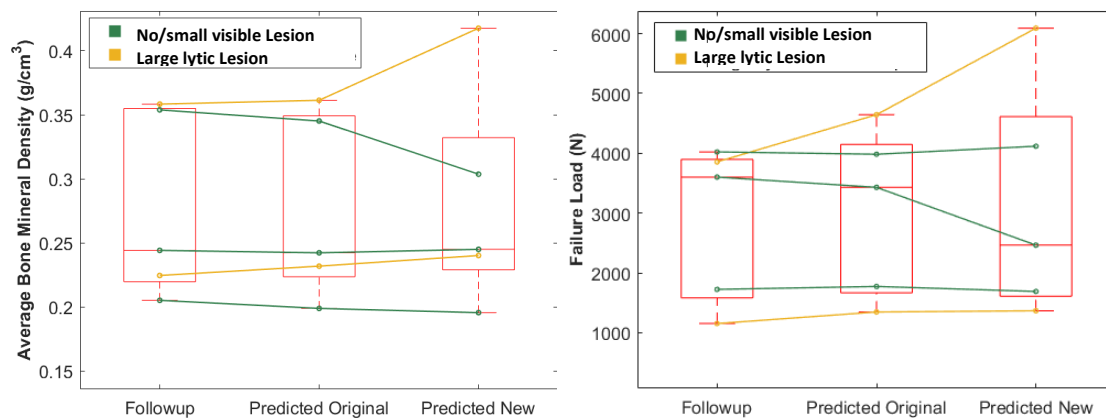 No/small visible Lesion
Large lytic Lesion
0.4
0.35
0.3
0.25
0.2
0.15
Average Bone Mineral Density (g/cm³)
Followup
Predicted Original
Predicted New
No/small visible Lesion
Large lytic Lesion
6000
5000
4000
3000
2000
1000
Failure Load (N)
Followup
Predicted Original
Predicted New